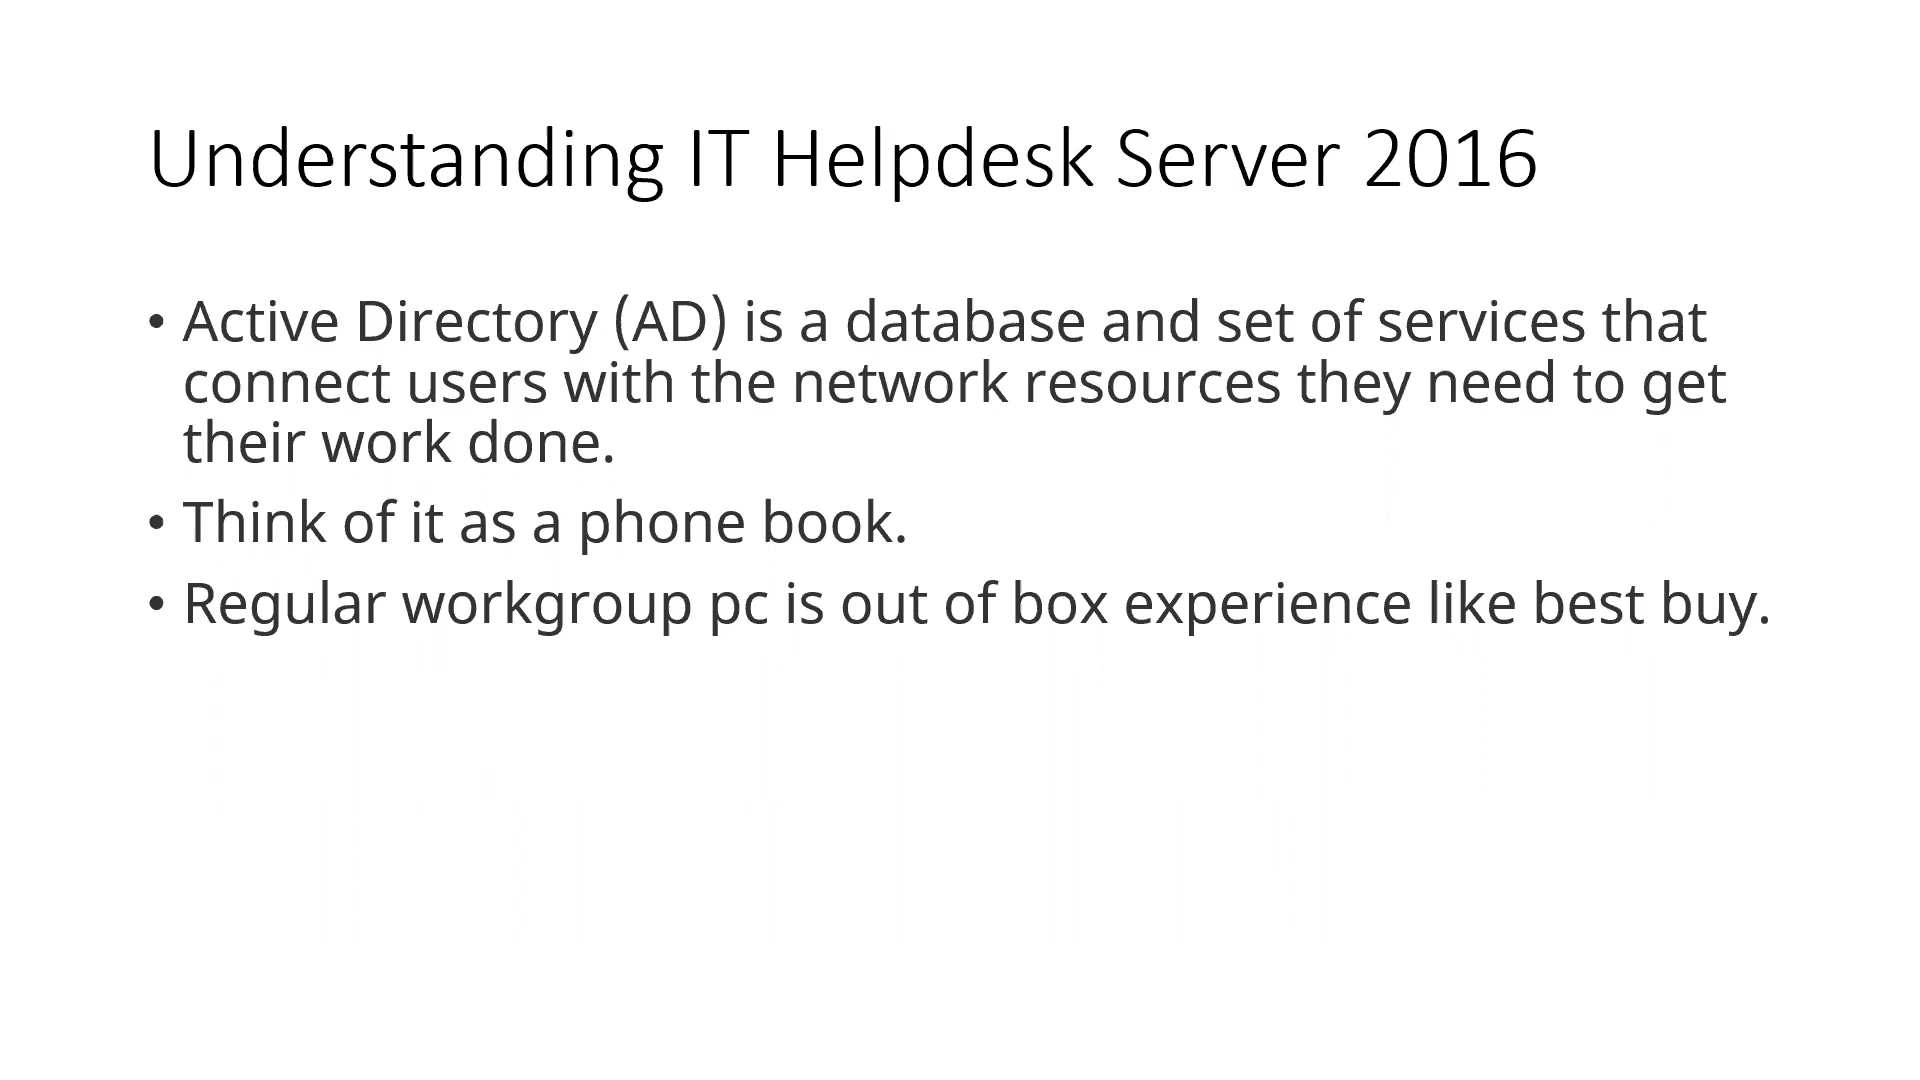 Understanding IT Helpdesk Server 2016
• Active Directory (AD) is a database and set of services that
connect users with the network resources they need to get
their work done.
• Think of it as a phone book.
• Regular workgroup pc is out of box experience like best buy.